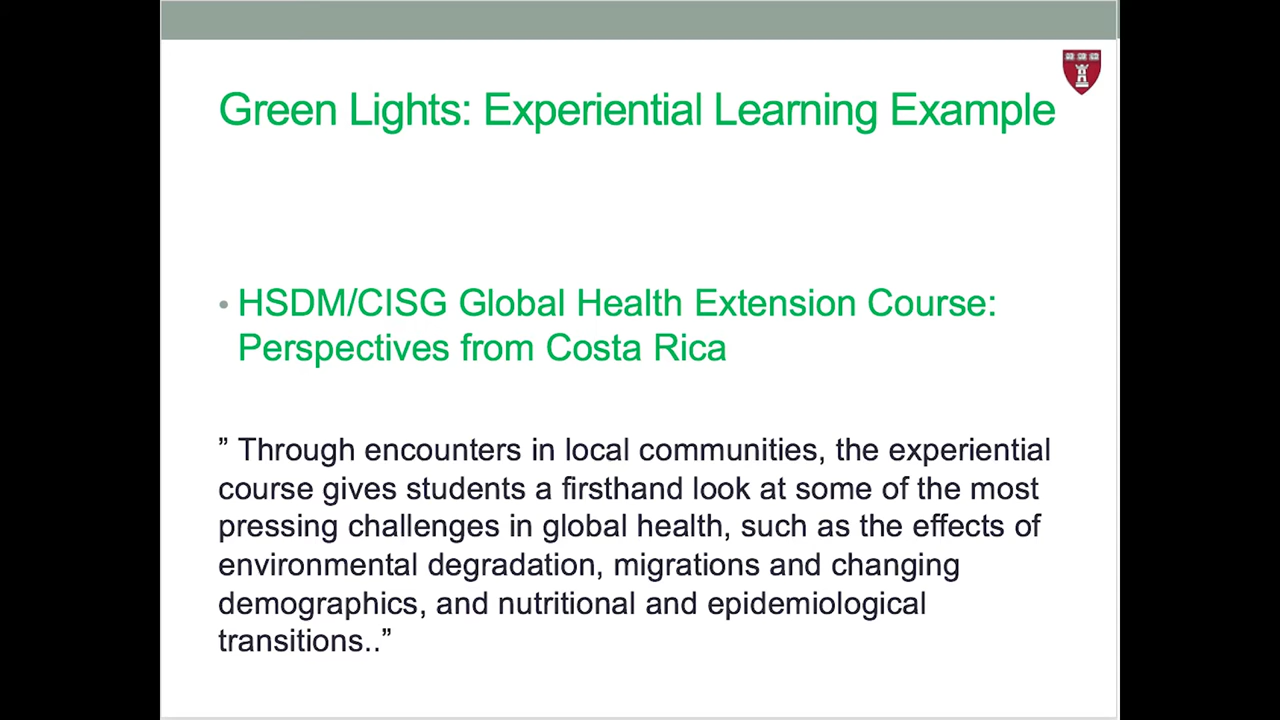 Green Lights: Experiential Learning Example
• HSDM/CISG Global Health Extension Course:
Perspectives from Costa Rica
” Through encounters in local communities, the experiential
course gives students a firsthand look at some of the most
pressing challenges in global health, such as the effects of
environmental degradation, migrations and changing
demographics, and nutritional and epidemiological
transitions..”